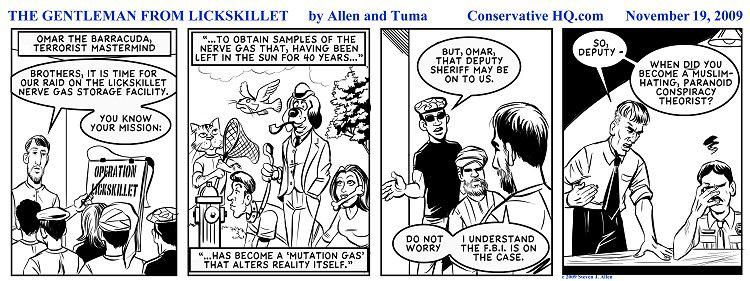 THE GENTLEMAN FROM LICKSKILLET by Allen and Tuma Conservative HQ.com November 19, 2009
OMAR THE BARRACUDA,
TERRORIST MASTERMIND
BROTHERS, IT IS TIME FOR
OUR RAID ON THE LICKSKILLET
NERVE GAS STORAGE FACILITY.
YOU KNOW
YOUR MISSION:
OPERATION
LICKSKILLET
"...TO OBTAIN SAMPLES OF THE
NERVE GAS THAT, HAVING BEEN
LEFT IN THE SUN FOR 40 YEARS..."
"...HAS BECOME A 'MUTATION GAS'
THAT ALTERS REALITY ITSELF."
BUT, OMAR,
THAT DEPUTY
SHERIFF MAY BE
ON TO US.
DO NOT
WORRY
I UNDERSTAND
THE F.B.I. IS ON
THE CASE.
SO,
DEPUTY -
WHEN DID YOU
BECOME A MUSLIM-
HATING, PARANOID
CONSPIRACY
THEORIST?
© 2009 Steven J. Allen